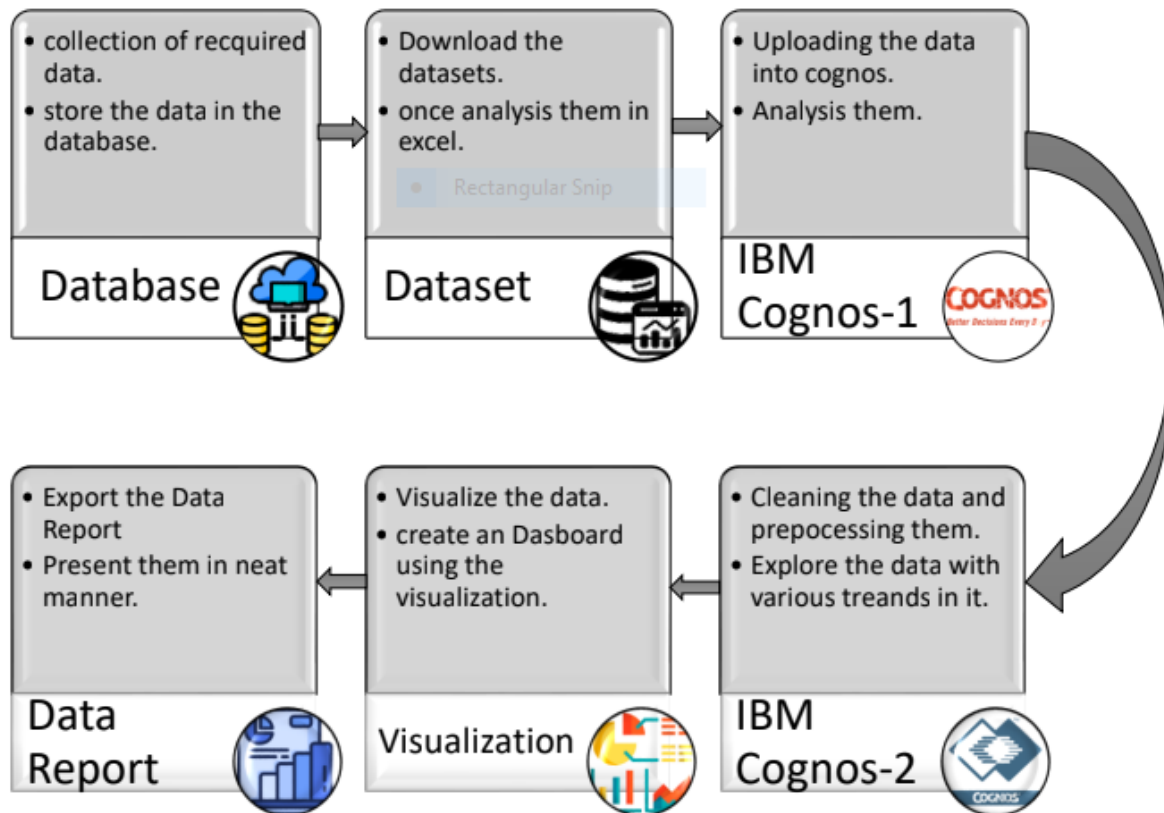 • collection of recquired
data.
• store the data in the
database.
Database
• Download the
datasets.
• once analysis them in
excel.
• Rectangular Snip
Dataset
• Uploading the data
into cognos.
• Analysis them.
IBM
Cognos-1
COGNOS
Better Decisions Every
• Cleaning the data and
prepocessing them.
• Explore the data with
various treands in it.
IBM
Cognos-2
COGNOS
• Visualize the data.
• create an Dasboard
using the
visualization.
Visualization
• Export the Data
Report
• Present them in neat
manner.
Data
Report